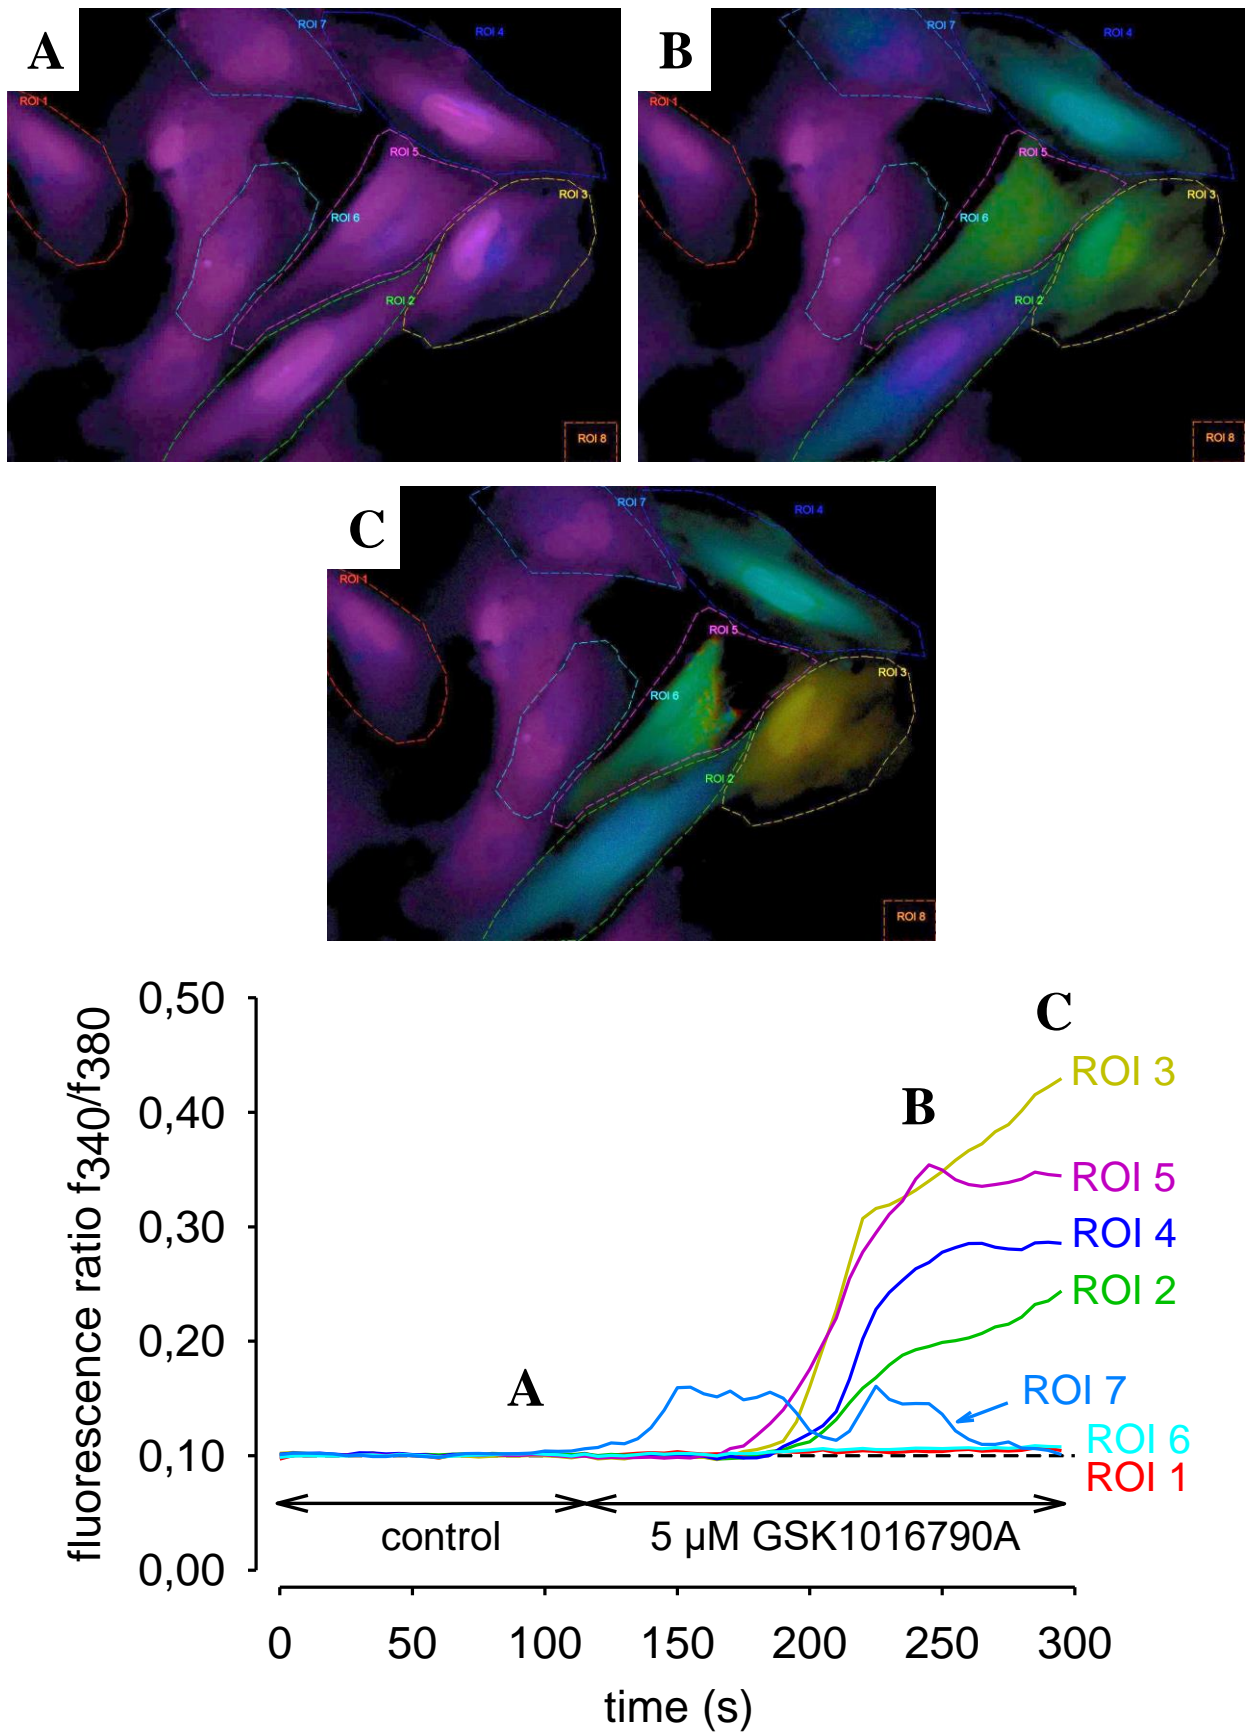 A
ROI 7
ROI 4
ROI 1
ROI 5
ROI 3
ROI 6
ROI 2
ROI 8
B
ROI 7
ROI 4
ROI 1
ROI 5
ROI 3
ROI 6
ROI 2
ROI 8
C
ROI 7
ROI 4
ROI 1
ROI 5
ROI 3
ROI 6
ROI 2
ROI 8
fluorescence ratio f340/f380
0,50
0,40
0,30
0,20
0,10
0,00
C
ROI 3
B
ROI 5
ROI 4
ROI 2
A
ROI 7
ROI 6
ROI 1
control
5 µM GSK1016790A
0 50 100 150 200 250 300
time (s)